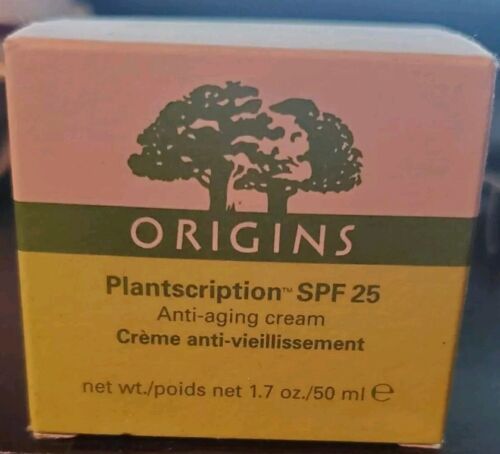 ORIGINS
Plantscription™ SPF 25
Anti-aging cream
Crème anti-vieillissement
net wt./poids net 1.7 oz./50 ml ℮